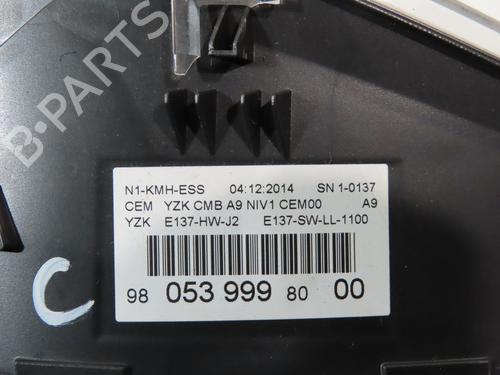 B-PARTS
N1-KMH-ESS 04:12:2014 SN 1-0137
CEM YZK CMB A9 NIV1 CEM00 A9
YZK E137-HW-J2 E137-SW-LL-1100
98 053 999 80 00
C